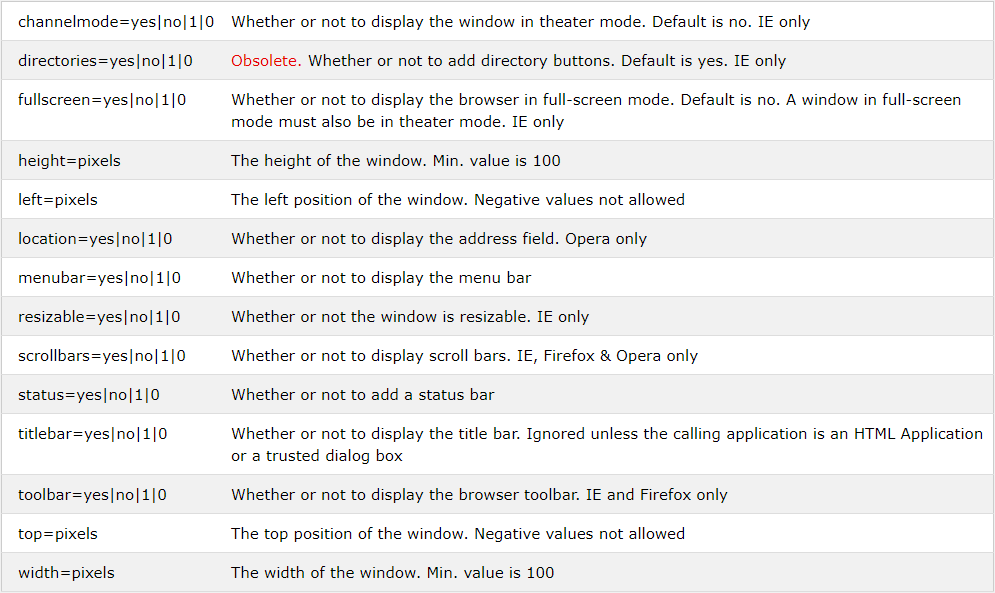 channelmode=yes|no|1|0 Whether or not to display the window in theater mode. Default is no. IE only
directories=yes|no|1|0 Obsolete. Whether or not to add directory buttons. Default is yes. IE only
fullscreen=yes|no|1|0 Whether or not to display the browser in full-screen mode. Default is no. A window in full-screen
mode must also be in theater mode. IE only
height=pixels The height of the window. Min. value is 100
left=pixels The left position of the window. Negative values not allowed
location=yes|no|1|0 Whether or not to display the address field. Opera only
menubar=yes|no|1|0 Whether or not to display the menu bar
resizable=yes|no|1|0 Whether or not the window is resizable. IE only
scrollbars=yes|no|1|0 Whether or not to display scroll bars. IE, Firefox & Opera only
status=yes|no|1|0 Whether or not to add a status bar
titlebar=yes|no|1|0 Whether or not to display the title bar. Ignored unless the calling application is an HTML Application
or a trusted dialog box
toolbar=yes|no|1|0 Whether or not to display the browser toolbar. IE and Firefox only
top=pixels The top position of the window. Negative values not allowed
width=pixels The width of the window. Min. value is 100